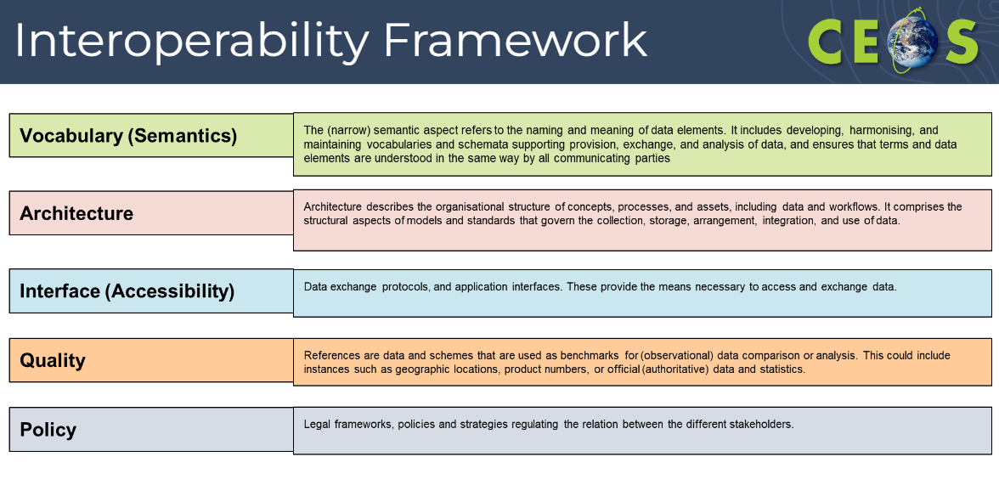 Interoperability Framework
CEOS
Vocabulary (Semantics)
The (narrow) semantic aspect refers to the naming and meaning of data elements. It includes developing, harmonising, and
maintaining vocabularies and schemata supporting provision, exchange, and analysis of data, and ensures that terms and data
elements are understood in the same way by all communicating parties
Architecture
Architecture describes the organisational structure of concepts, processes, and assets, including data and workflows. It comprises the
structural aspects of models and standards that govern the collection, storage, arrangement, integration, and use of data.
Interface (Accessibility)
Data exchange protocols, and application interfaces. These provide the means necessary to access and exchange data.
Quality
References are data and schemes that are used as benchmarks for (observational) data comparison or analysis. This could include
instances such as geographic locations, product numbers, or official (authoritative) data and statistics.
Policy
Legal frameworks, policies and strategies regulating the relation between the different stakeholders.